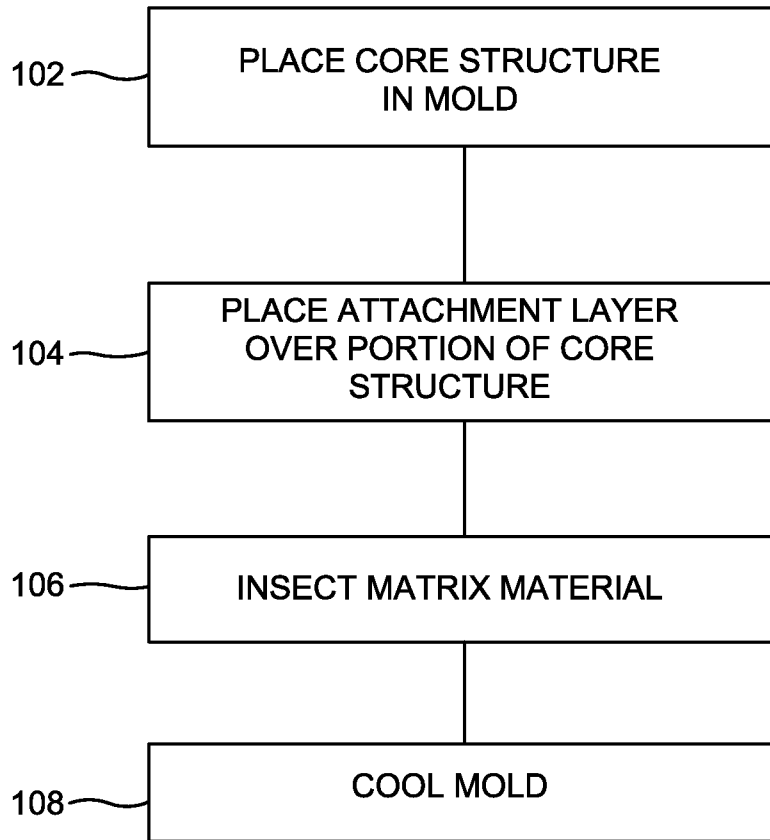 102
PLACE CORE STRUCTURE
IN MOLD
104
PLACE ATTACHMENT LAYER
OVER PORTION OF CORE
STRUCTURE
106
INSECT MATRIX MATERIAL
108
COOL MOLD